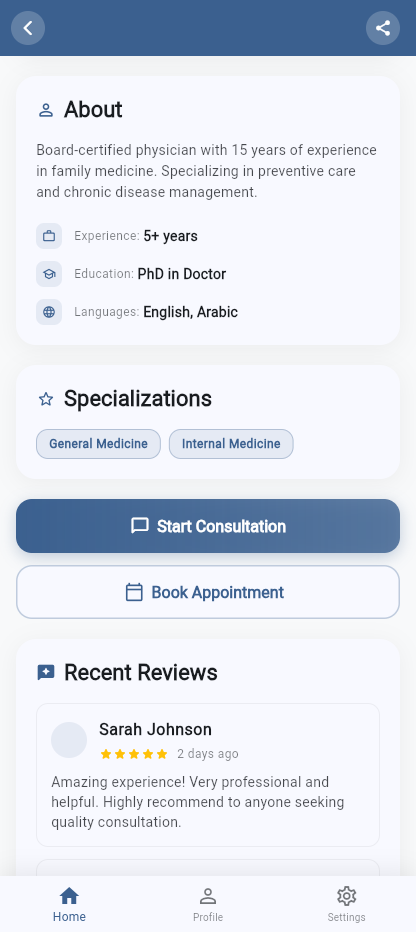 About
Board-certified physician with 15 years of experience
in family medicine. Specializing in preventive care
and chronic disease management.
Experience: 5+ years
Education: PhD in Doctor
Languages: English, Arabic
Specializations
General Medicine
Internal Medicine
Start Consultation
Book Appointment
Recent Reviews
Sarah Johnson
2 days ago
Amazing experience! Very professional and
helpful. Highly recommend to anyone seeking
quality consultation.
Home
Profile
Settings